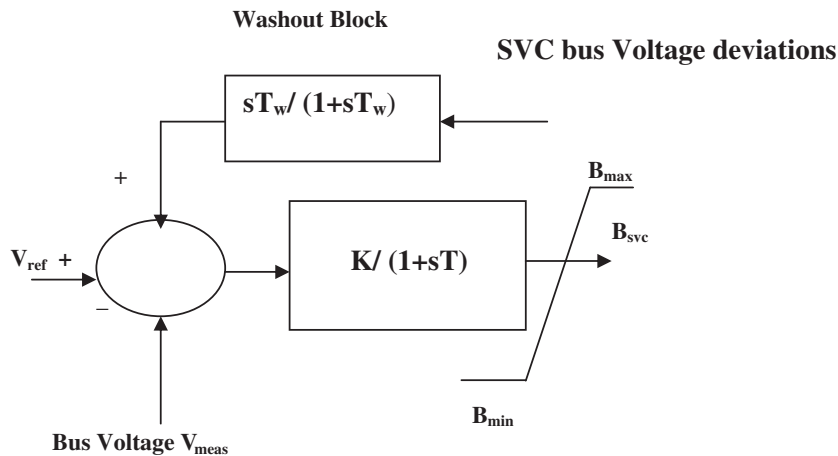 Washout Block
SVC bus Voltage deviations
sTw/ (1+sTw)
+
Bmax
Bsvc
Vref +
K/ (1+sT)
−
Bmin
Bus Voltage Vmeas